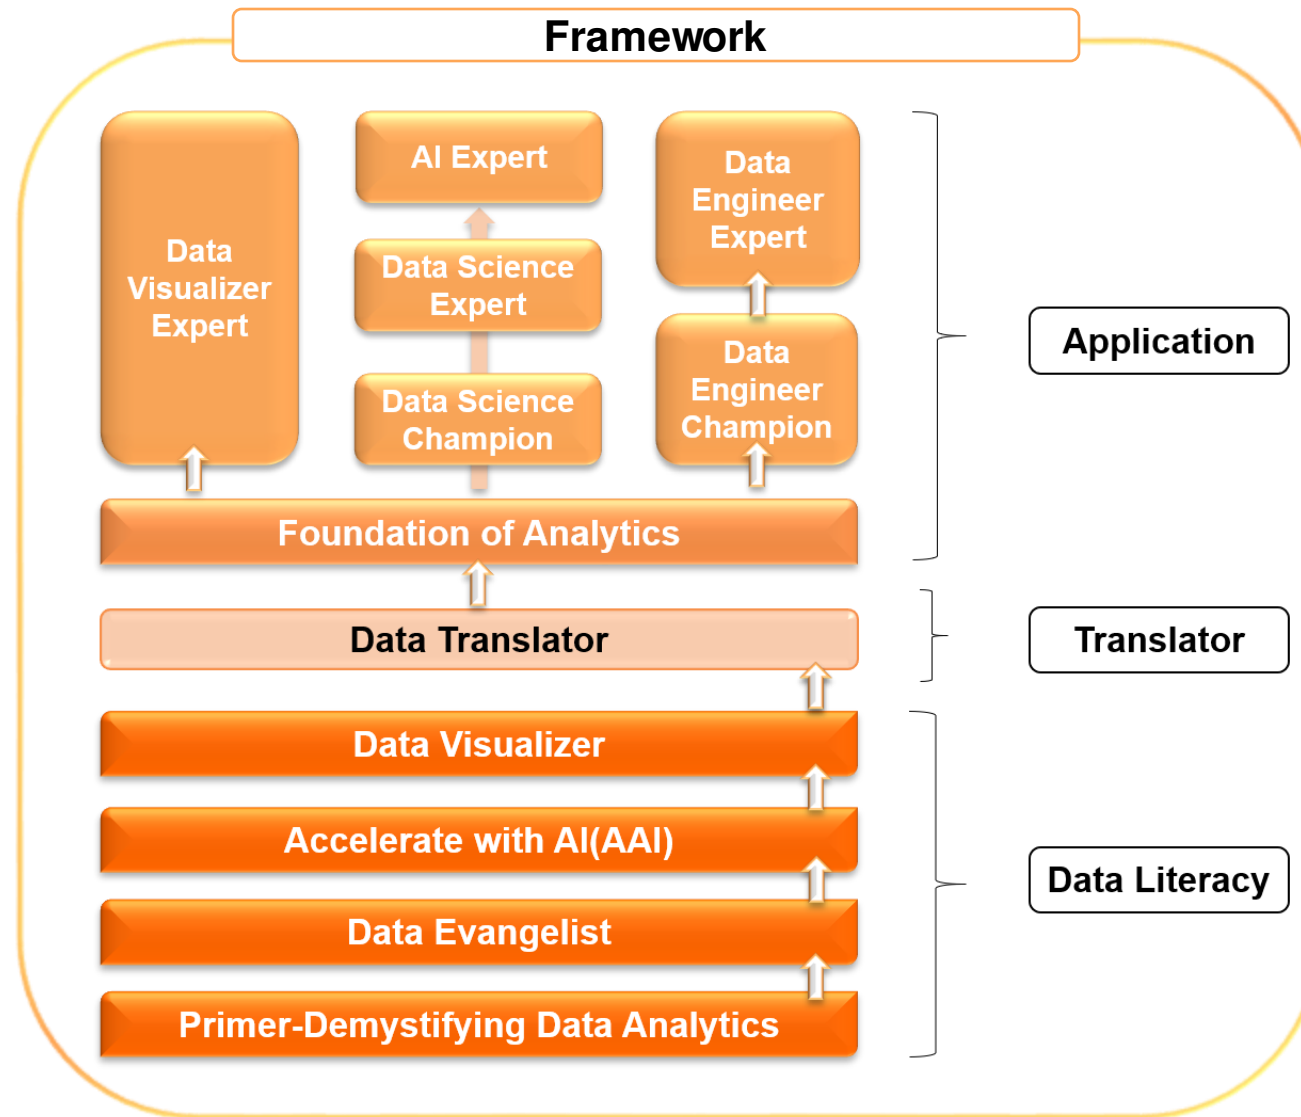 Framework
Data
Visualizer
Expert
AI Expert
Data Science
Expert
Data Science
Champion
Data
Engineer
Expert
Data
Engineer
Champion
Application
Foundation of Analytics
Data Translator
Translator
Data Visualizer
Accelerate with AI(AAI)
Data Literacy
Data Evangelist
Primer-Demystifying Data Analytics